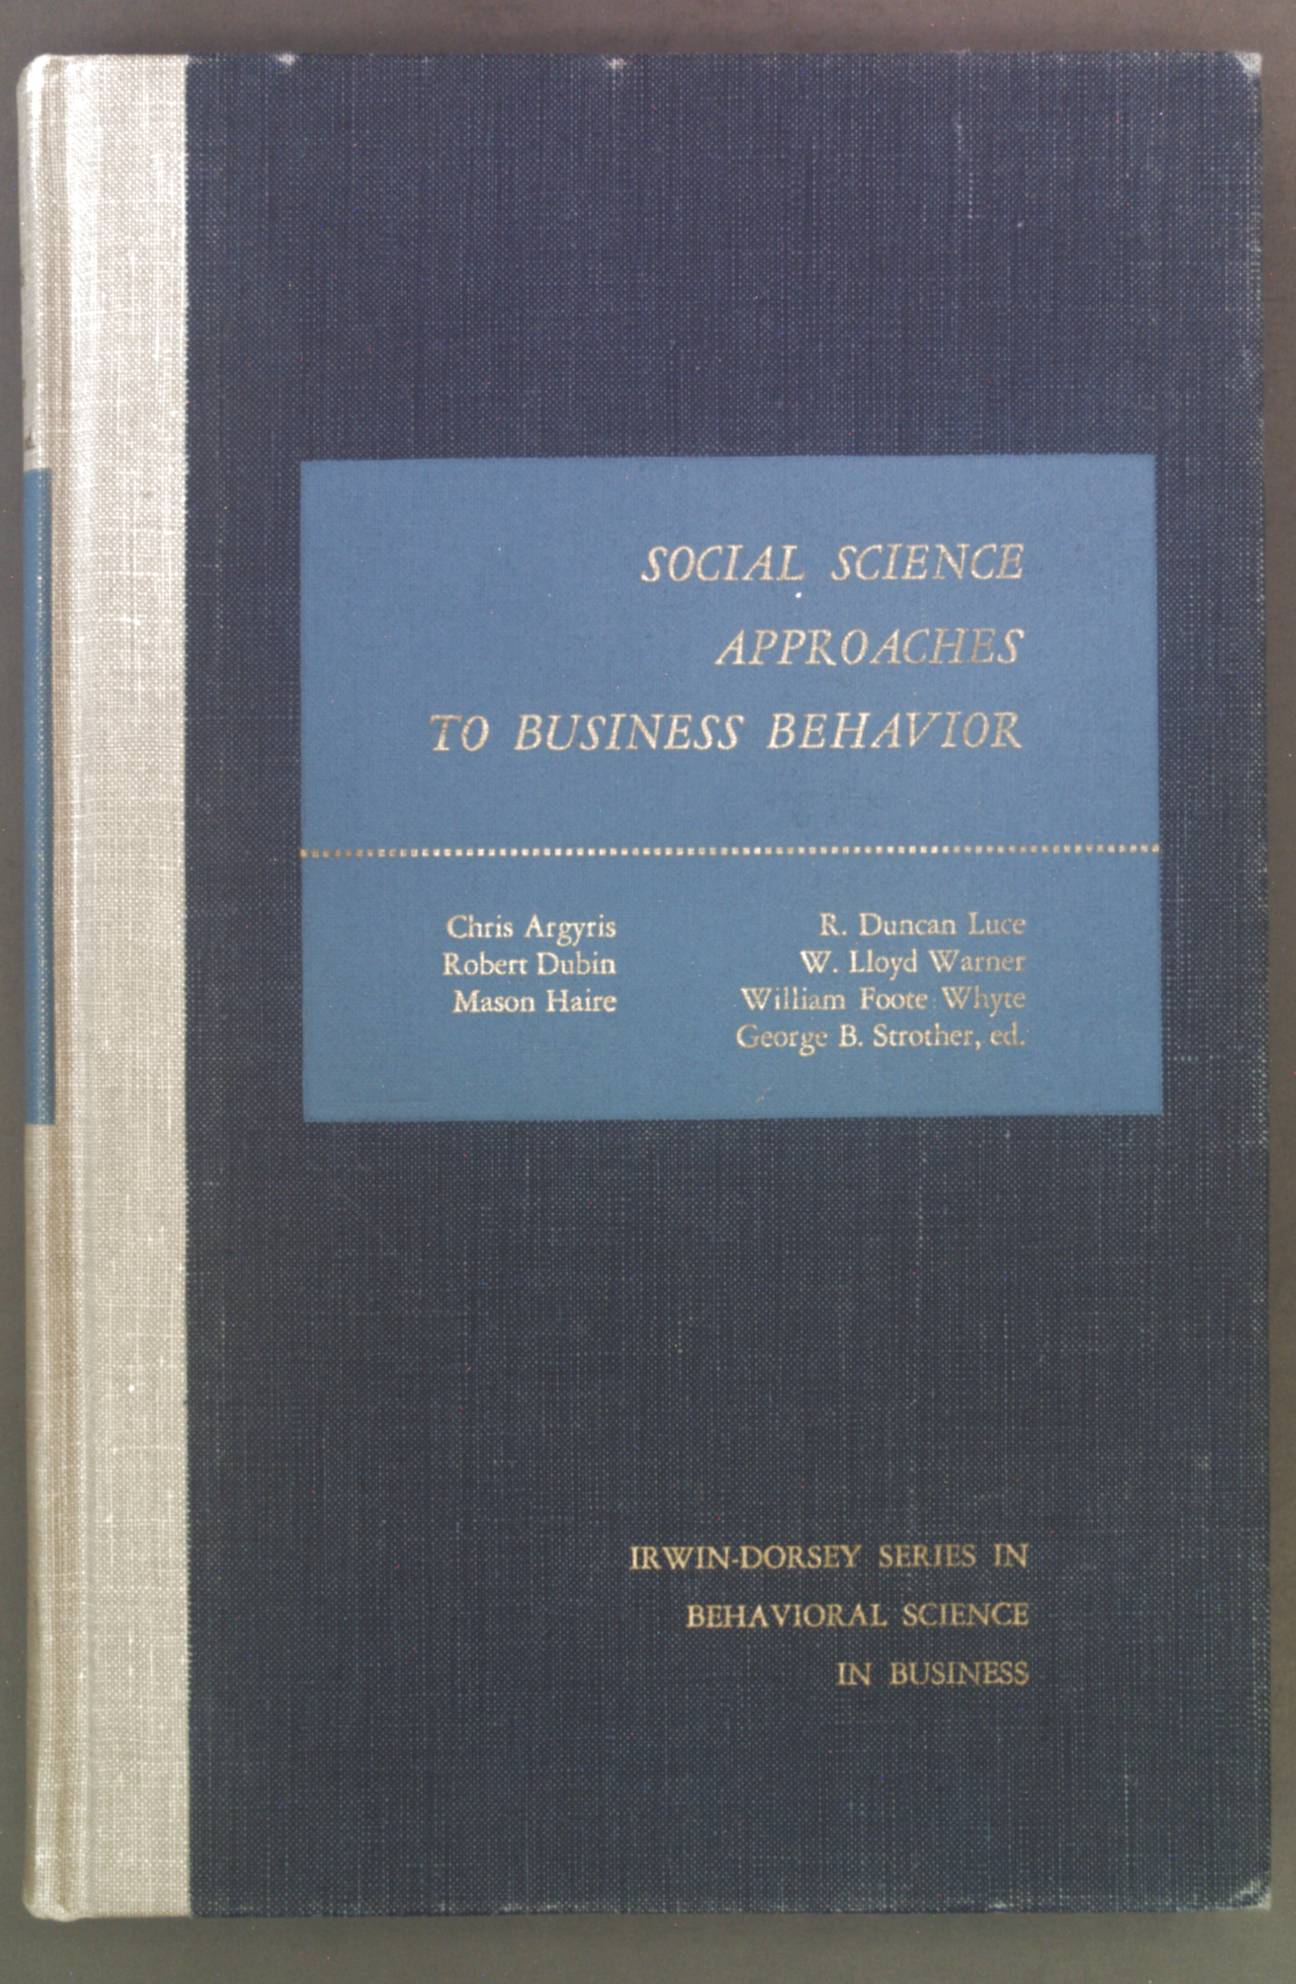 SOCIAL SCIENCE
APPROACHES
TO BUSINESS BEHAVIOR
Chris Argyris
Robert Dubin
Mason Haire
R. Duncan Luce
W. Lloyd Warner
William Foote Whyte
George B. Strother, ed.
IRWIN-DORSEY SERIES IN
BEHAVIORAL SCIENCE
IN BUSINESS